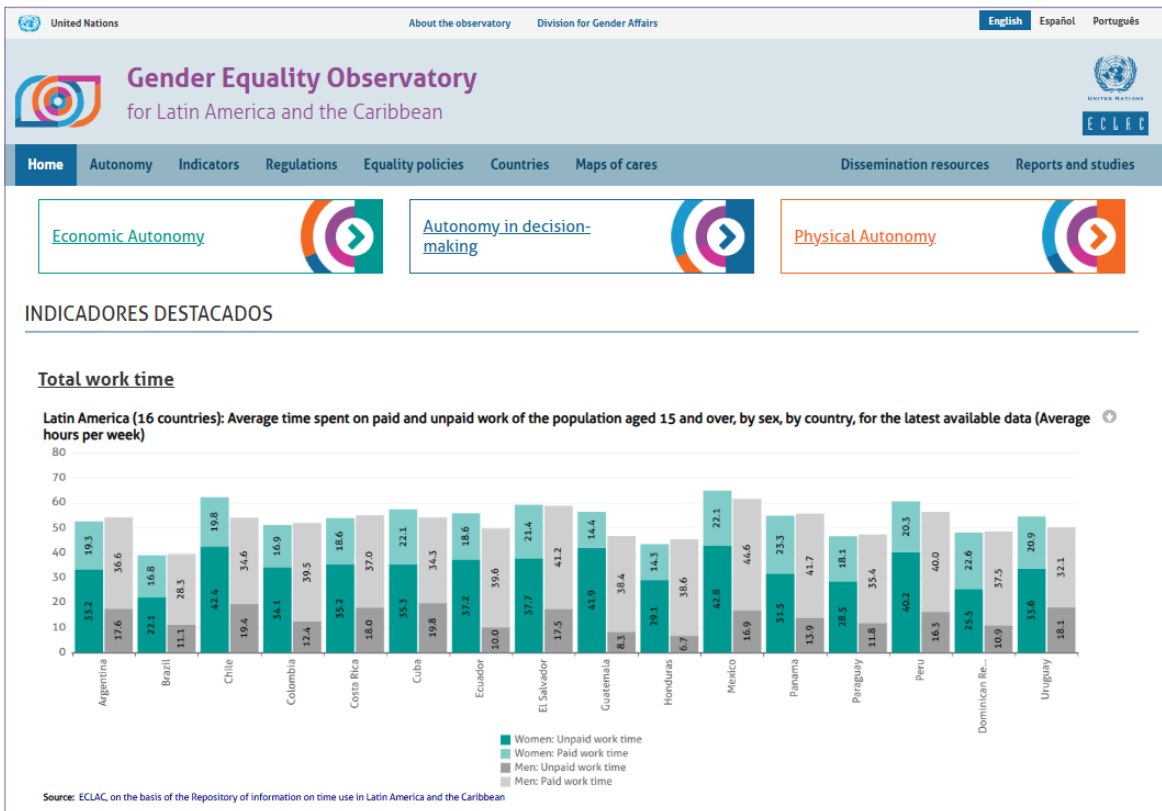 United Nations
About the observatory
Division for Gender Affairs
English
Español
Português
Gender Equality Observatory
for Latin America and the Caribbean
UNITED NATIONS
ECLAC
Home
Autonomy
Indicators
Regulations
Equality policies
Countries
Maps of cares
Dissemination resources
Reports and studies
Economic Autonomy
Autonomy in decision-
making
Physical Autonomy
INDICADORES DESTACADOS
Total work time
Latin America (16 countries): Average time spent on paid and unpaid work of the population aged 15 and over, by sex, by country, for the latest available data (Average
hours per week)
80
70
60
50
40
30
20
10
0
33.2 19.3 17.6 36.6
22.1 16.8 11.1 28.3
42.4 19.8 19.4 34.6
34.1 16.9 12.4 39.5
35.2 18.6 18.0 37.0
35.3 22.1 19.8 34.3
37.2 18.6 10.0 39.6
37.7 21.4 17.5 41.2
41.9 14.4 8.3 38.4
29.1 14.3 6.7 38.6
42.8 22.1 16.9 44.6
31.5 23.3 13.9 41.7
28.5 18.1 11.8 35.4
40.2 20.3 16.3 40.0
25.5 22.6 10.9 37.5
33.6 20.9 18.1 32.1
Argentina
Brazil
Chile
Colombia
Costa Rica
Cuba
Ecuador
El Salvador
Guatemala
Honduras
Mexico
Panama
Paraguay
Peru
Dominican Re...
Uruguay
Women: Unpaid work time
Women: Paid work time
Men: Unpaid work time
Men: Paid work time
Source: ECLAC, on the basis of the Repository of information on time use in Latin America and the Caribbean